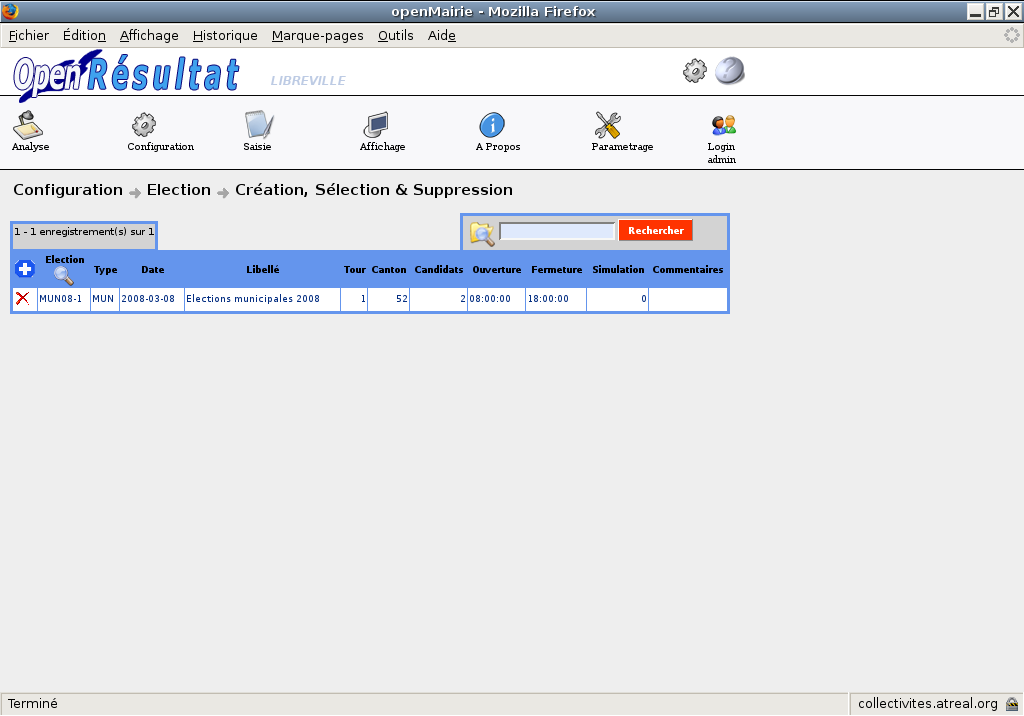 openMairie - Mozilla Firefox
Fichier Édition Affichage Historique Marque-pages Outils Aide
OpenRésultat LIBREVILLE
Analyse Configuration Saisie Affichage A Propos Parametrage Login admin
Configuration Election Création, Sélection & Suppression
1 - 1 enregistrement(s) sur 1 Rechercher
Election Type Date Libellé Tour Canton Candidats Ouverture Fermeture Simulation Commentaires
MUN08-1 MUN 2008-03-08 Elections municipales 2008 1 52 2 08:00:00 18:00:00 0
Terminé collectivites.atreal.org